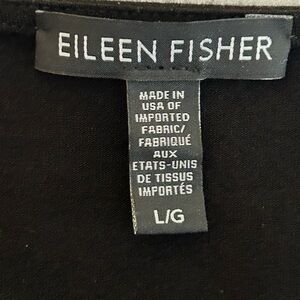 EILEEN FISHER
MADE IN
USA OF
IMPORTED
FABRIC/
FABRIQUÉ
AUX
ETATS-UNIS
DE TISSUS
IMPORTÉS
L/G